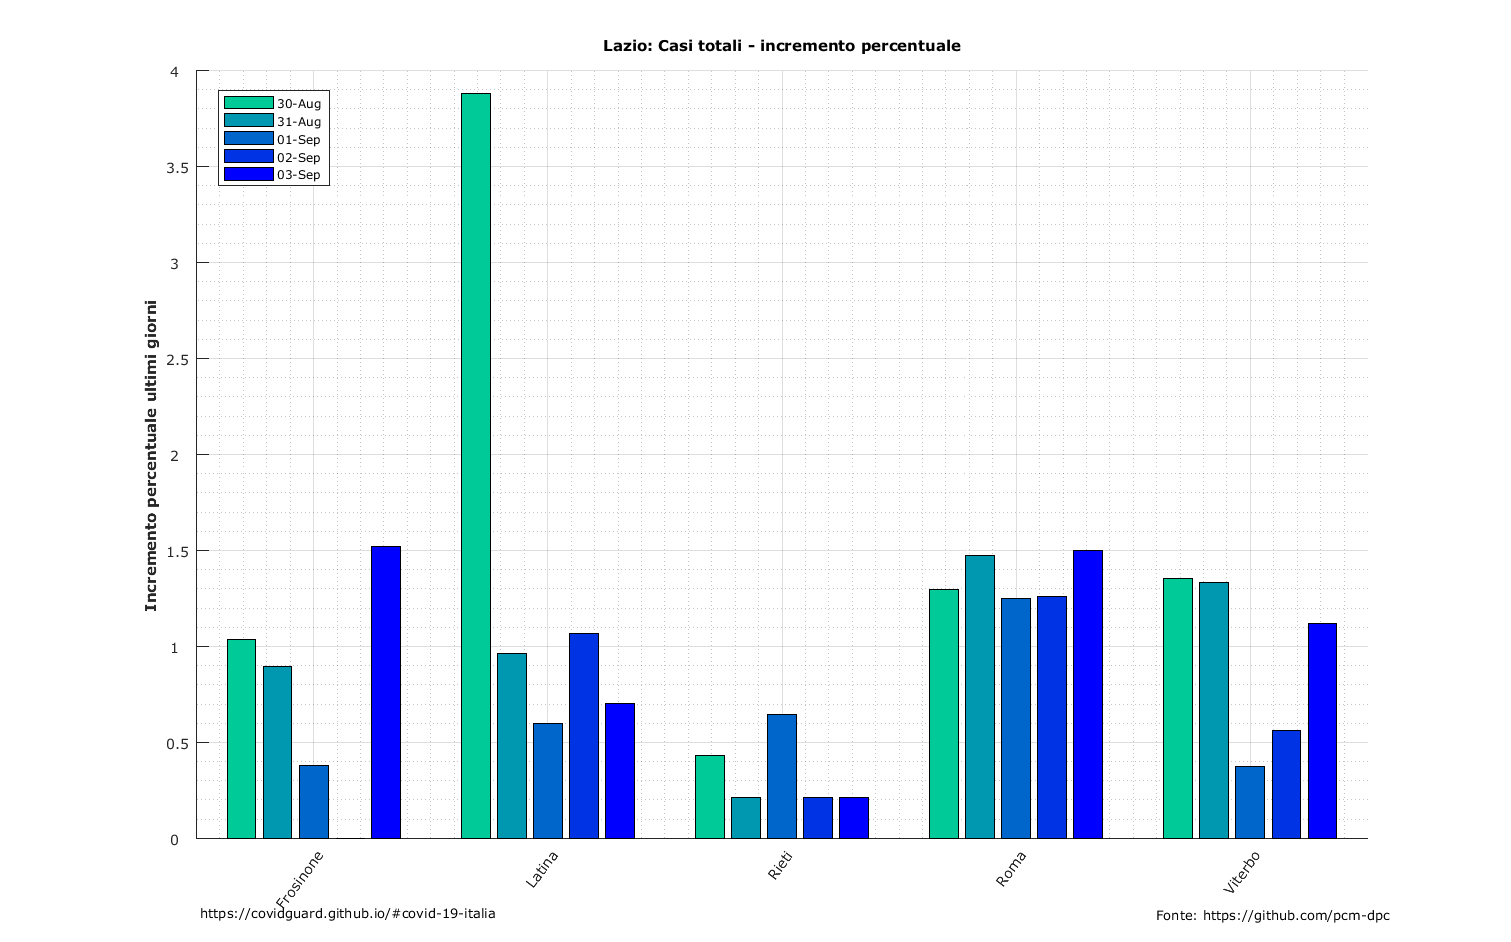 Lazio: Casi totali - incremento percentuale
4
3.5
3
2.5
2
1.5
1
0.5
0
Incremento percentuale ultimi giorni
30-Aug
31-Aug
01-Sep
02-Sep
03-Sep
Frosinone
Latina
Rieti
Roma
Viterbo
https://covidguard.github.io/#covid-19-italia
Fonte: https://github.com/pcm-dpc